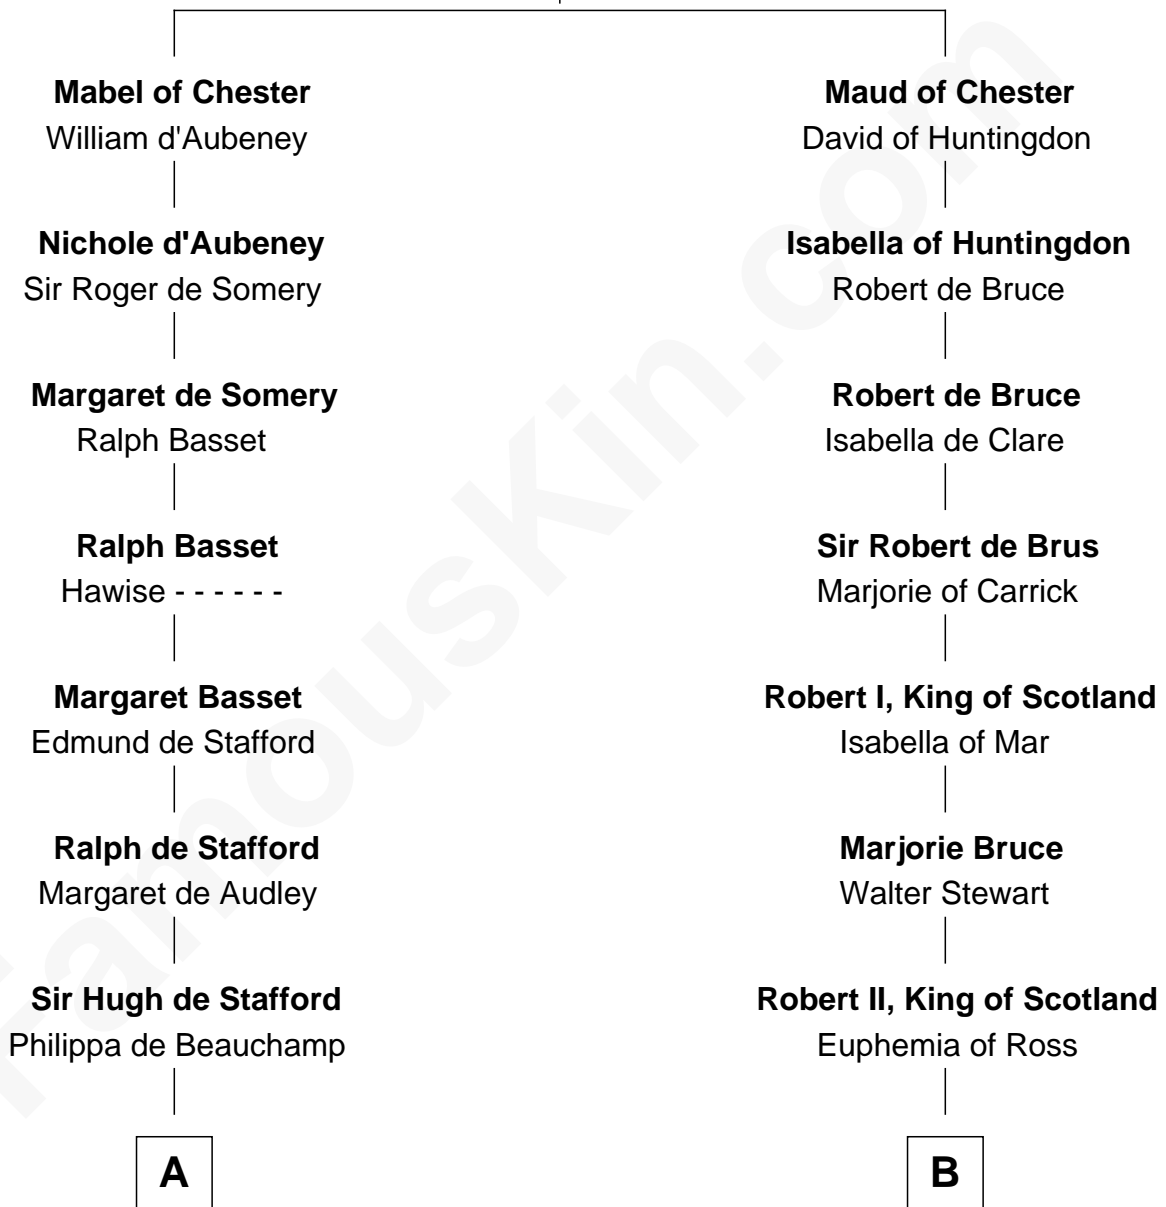 Mabel of Chester
William d'Aubeney
Maud of Chester
David of Huntingdon
Nichole d'Aubeney
Sir Roger de Somery
Isabella of Huntingdon
Robert de Bruce
Margaret de Somery
Ralph Basset
Robert de Bruce
Isabella de Clare
Ralph Basset
Hawise - - - - - -
Sir Robert de Brus
Marjorie of Carrick
Margaret Basset
Edmund de Stafford
Robert I, King of Scotland
Isabella of Mar
Ralph de Stafford
Margaret de Audley
Marjorie Bruce
Walter Stewart
Sir Hugh de Stafford
Philippa de Beauchamp
Robert II, King of Scotland
Euphemia of Ross
A
B
FamousKin.com